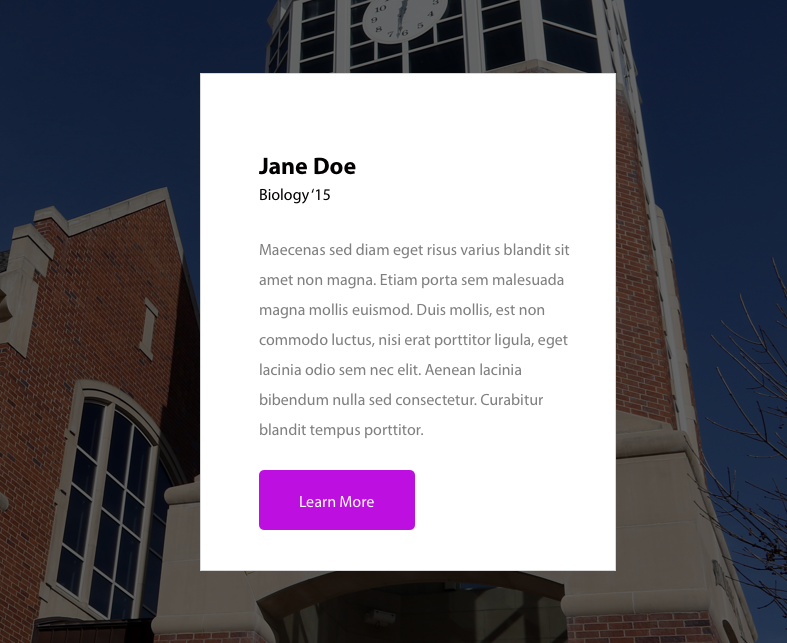 Jane Doe
Biology ‘15
Maecenas sed diam eget risus varius blandit sit
amet non magna. Etiam porta sem malesuada
magna mollis euismod. Duis mollis, est non
commodo luctus, nisi erat porttitor ligula, eget
lacinia odio sem nec elit. Aenean lacinia
bibendum nulla sed consectetur. Curabitur
blandit tempus porttitor.
Learn More